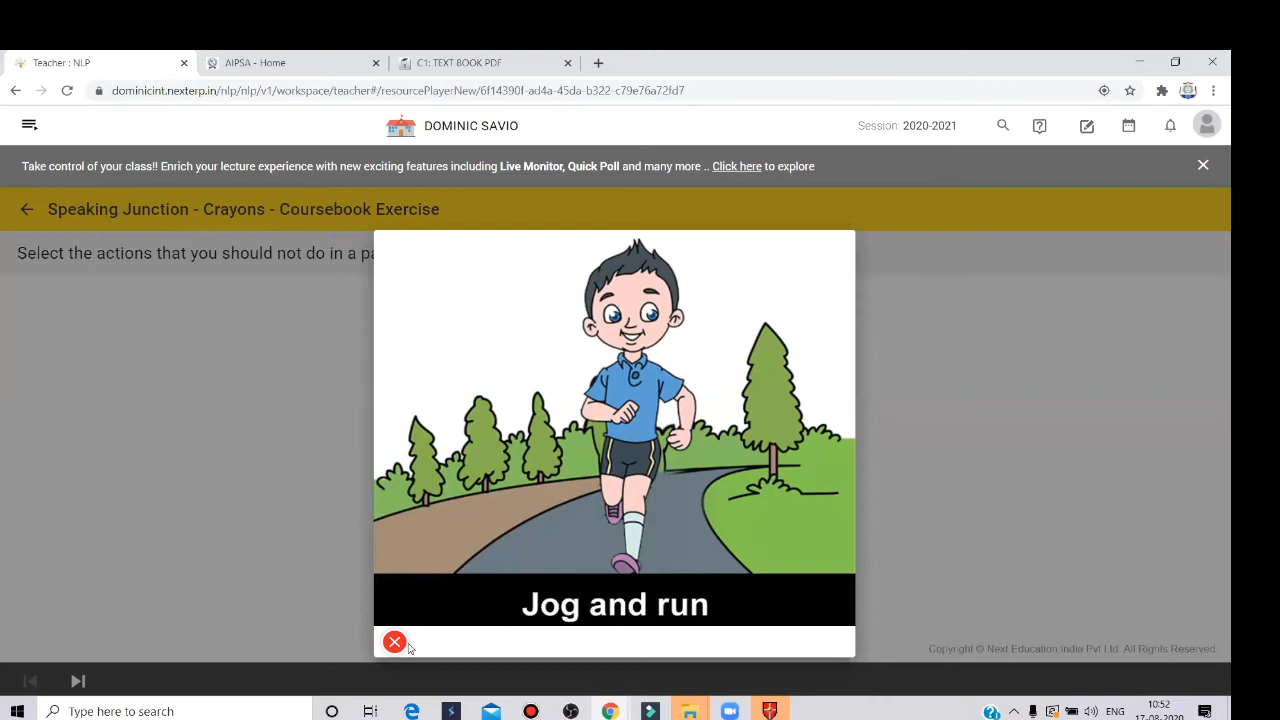 Teacher : NLP
AIPSA - Home
C1: TEXT BOOK PDF
dominicint.nexterp.in/nlp/nlp/v1/workspace/teacher#/resourcePlayerNew/6f14390f-ad4a-45da-b322-c79e76a72fd7
DOMINIC SAVIO
Session: 2020-2021
Take control of your class!! Enrich your lecture experience with new exciting features including Live Monitor, Quick Poll and many more .. Click here to explore
Speaking Junction - Crayons - Coursebook Exercise
Select the actions that you should not do in a pa
Jog and run
Copyright © Next Education India Pvt Ltd. All Rights Reserved.
Type here to search
ENG
10:52
17-08-2020